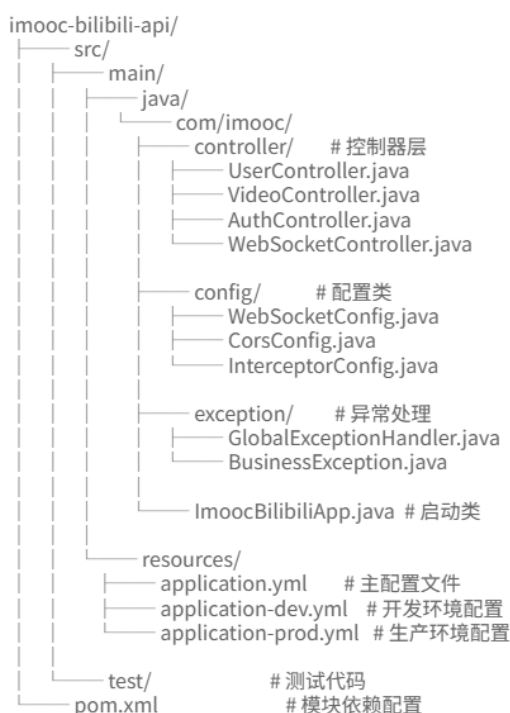 imooc-bilibili-api/
src/
main/
java/
com/imooc/
controller/ # 控制器层
UserController.java
VideoController.java
AuthController.java
WebSocketController.java
config/ # 配置类
WebSocketConfig.java
CorsConfig.java
InterceptorConfig.java
exception/ # 异常处理
GlobalExceptionHandler.java
BusinessException.java
ImoocBilibiliApp.java # 启动类
resources/
application.yml # 主配置文件
application-dev.yml # 开发环境配置
application-prod.yml # 生产环境配置
test/ # 测试代码
pom.xml # 模块依赖配置